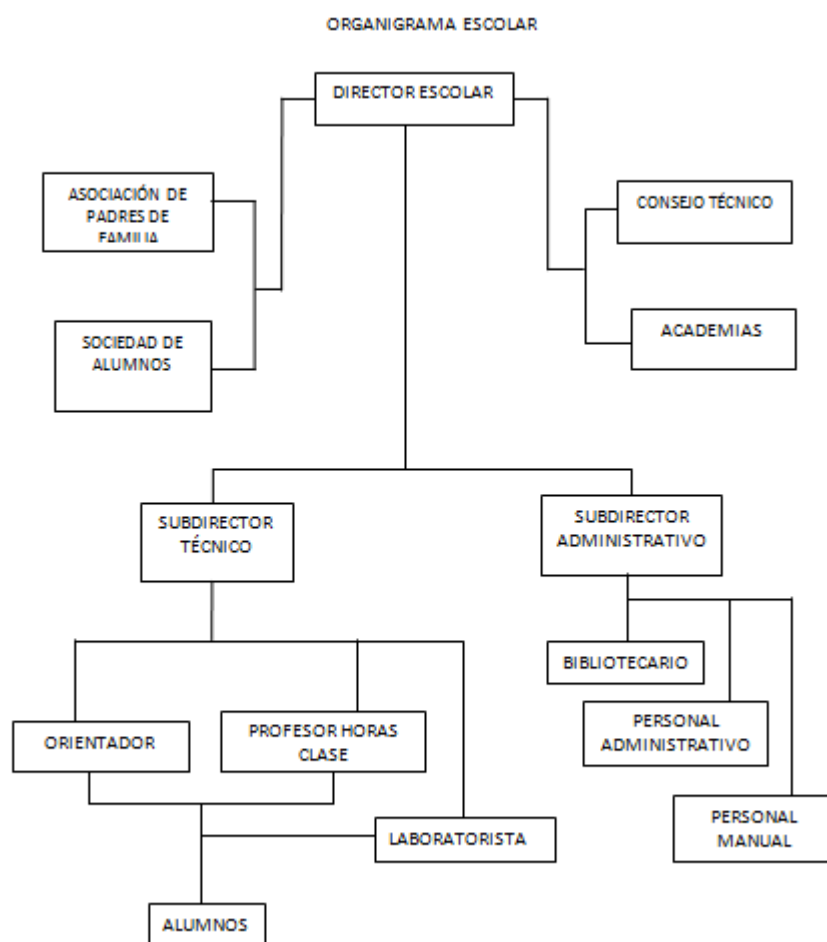 ORGANIGRAMA ESCOLAR
DIRECTOR ESCOLAR
ASOCIACIÓN DE
PADRES DE
FAMILIA
CONSEJO TÉCNICO
SOCIEDAD DE
ALUMNOS
ACADEMIAS
SUBDIRECTOR
TÉCNICO
SUBDIRECTOR
ADMINISTRATIVO
BIBLIOTECARIO
ORIENTADOR
PROFESOR HORAS
CLASE
PERSONAL
ADMINISTRATIVO
LABORATORISTA
PERSONAL
MANUAL
ALUMNOS